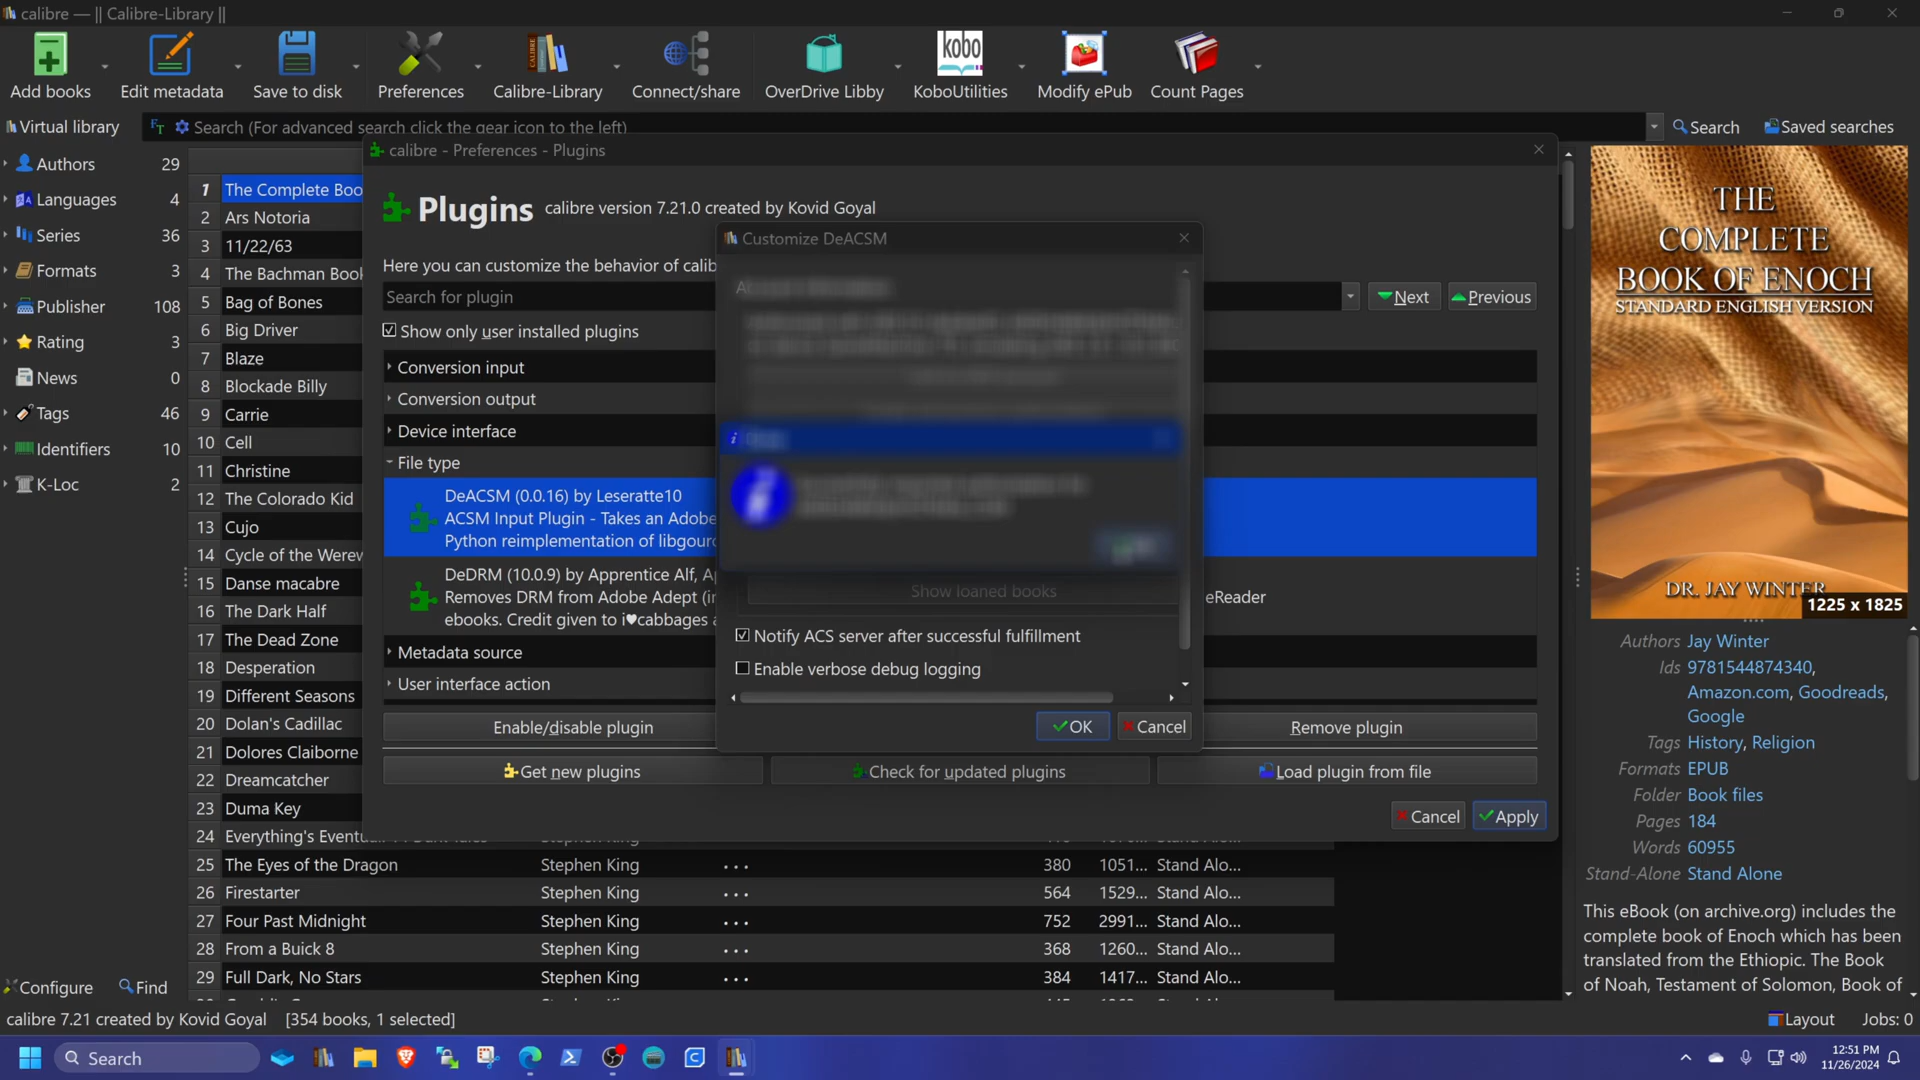 calibre — || Calibre-Library ||
Add books
Edit metadata
Save to disk
Preferences
Calibre-Library
Connect/share
OverDrive Libby
KoboUtilities
Modify ePub
Count Pages
Virtual library
Search (For advanced search click the gear icon to the left)
Search
Saved searches
Authors 29
Languages 4
Series 36
Formats 3
Publisher 108
Rating 3
News 0
Tags 46
Identifiers 10
K-Loc 2
Configure
Find
1 The Complete Boo
2 Ars Notoria
3 11/22/63
4 The Bachman Book
5 Bag of Bones
6 Big Driver
7 Blaze
8 Blockade Billy
9 Carrie
10 Cell
11 Christine
12 The Colorado Kid
13 Cujo
14 Cycle of the Werew
15 Danse macabre
16 The Dark Half
17 The Dead Zone
18 Desperation
19 Different Seasons
20 Dolan's Cadillac
21 Dolores Claiborne
22 Dreamcatcher
23 Duma Key
24 Everything's Eventu
25 The Eyes of the Dragon Stephen King ... 380 1051... Stand Alo...
26 Firestarter Stephen King ... 564 1529... Stand Alo...
27 Four Past Midnight Stephen King ... 752 2991... Stand Alo...
28 From a Buick 8 Stephen King ... 368 1260... Stand Alo...
29 Full Dark, No Stars Stephen King ... 384 1417... Stand Alo...
calibre - Preferences - Plugins
Plugins calibre version 7.21.0 created by Kovid Goyal
Here you can customize the behavior of calib
Search for plugin
Next
Previous
Show only user installed plugins
Conversion input
Conversion output
Device interface
File type
DeACSM (0.0.16) by Leseratte10
ACSM Input Plugin - Takes an Adobe
Python reimplementation of libgourc
DeDRM (10.0.9) by Apprentice Alf, A
Removes DRM from Adobe Adept (in
eReader
ebooks. Credit given to i♥cabbages a
Metadata source
User interface action
Enable/disable plugin
Remove plugin
Get new plugins
Check for updated plugins
Load plugin from file
Cancel
Apply
Customize DeACSM
Show loaned books
Notify ACS server after successful fulfillment
Enable verbose debug logging
OK
Cancel
THE
COMPLETE
BOOK OF ENOCH
STANDARD ENGLISH VERSION
DR. JAY WINTER
1225 x 1825
Authors Jay Winter
Ids 9781544874340,
Amazon.com, Goodreads,
Google
Tags History, Religion
Formats EPUB
Folder Book files
Pages 184
Words 60955
Stand-Alone Stand Alone
This eBook (on archive.org) includes the
complete book of Enoch which has been
translated from the Ethiopic. The Book
of Noah, Testament of Solomon, Book of
calibre 7.21 created by Kovid Goyal [354 books, 1 selected]
Layout
Jobs: 0
Search
12:51 PM
11/26/2024